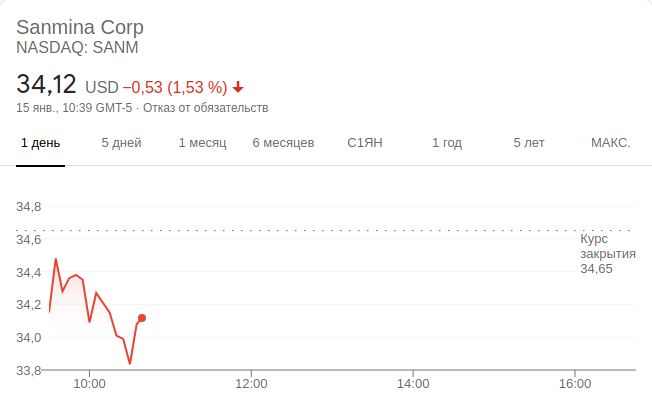 Sanmina Corp
NASDAQ: SANM
34,12 USD −0,53 (1,53 %)
15 янв., 10:39 GMT-5 · Отказ от обязательств
1 день 5 дней 1 месяц 6 месяцев С1ЯН 1 год 5 лет МАКС.
34,8
34,6
34,4
34,2
34,0
33,8
Курс
закрытия
34,65
10:00 12:00 14:00 16:00